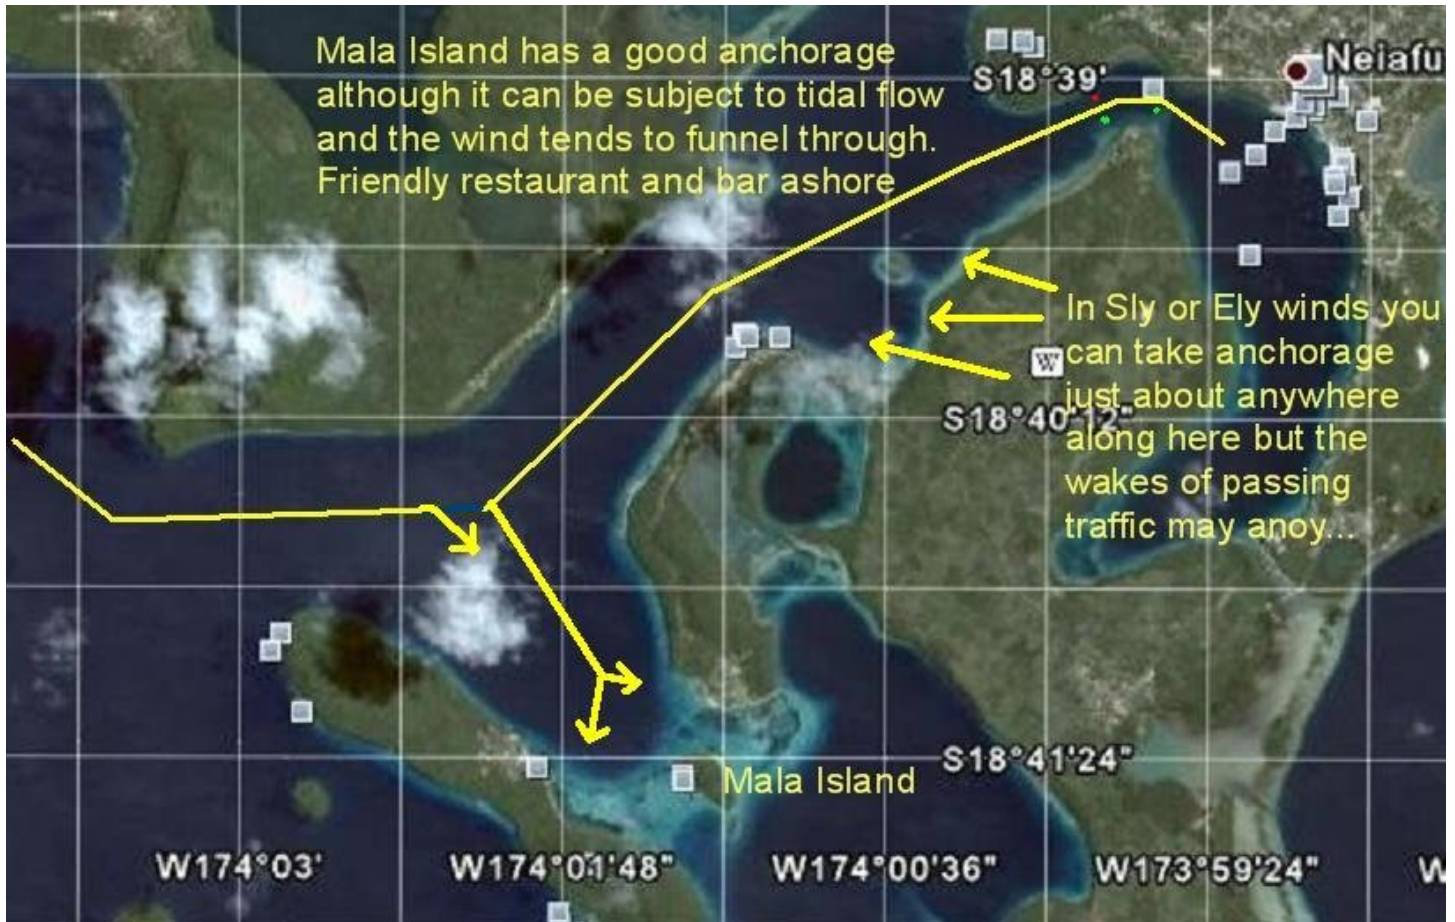 Mala Island has a good anchorage
although it can be subject to tidal flow
and the wind tends to funnel through.
Friendly restaurant and bar ashore
S18°39'
Neiafu
In Sly or Ely winds you
can take anchorage
just about anywhere
along here but the
wakes of passing
traffic may anoy...
W
S18°40'12"
S18°41'24"
Mala Island
W174°03'
W174°01'48"
W174°00'36"
W173°59'24"
W